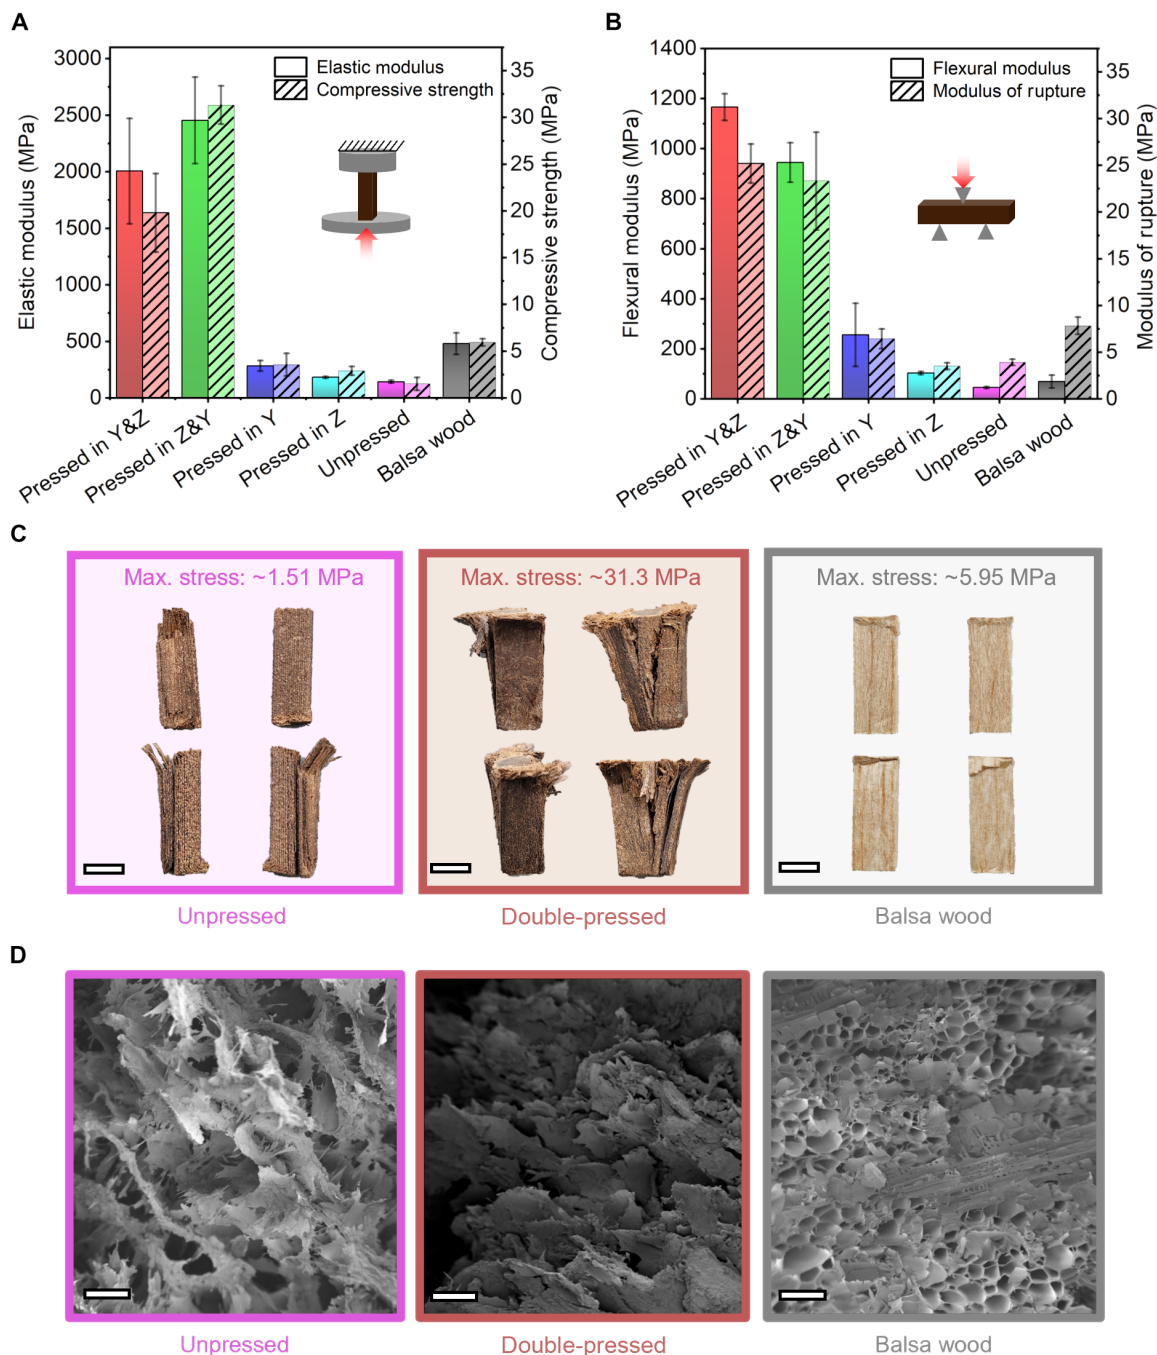 A
Elastic modulus (MPa)
3000
2500
2000
1500
1000
500
0
Elastic modulus
Compressive strength
35
30
25
20
15
10
5
0
Compressive strength (MPa)
Pressed in Y&Z
Pressed in Z&Y
Pressed in Y
Pressed in Z
Unpressed
Balsa wood
B
Flexural modulus (MPa)
1400
1200
1000
800
600
400
200
0
Flexural modulus
Modulus of rupture
35
30
25
20
15
10
5
0
Modulus of rupture (MPa)
Pressed in Y&Z
Pressed in Z&Y
Pressed in Y
Pressed in Z
Unpressed
Balsa wood
C
Max. stress: ~1.51 MPa
Max. stress: ~31.3 MPa
Max. stress: ~5.95 MPa
Unpressed
Double-pressed
Balsa wood
D
Unpressed
Double-pressed
Balsa wood